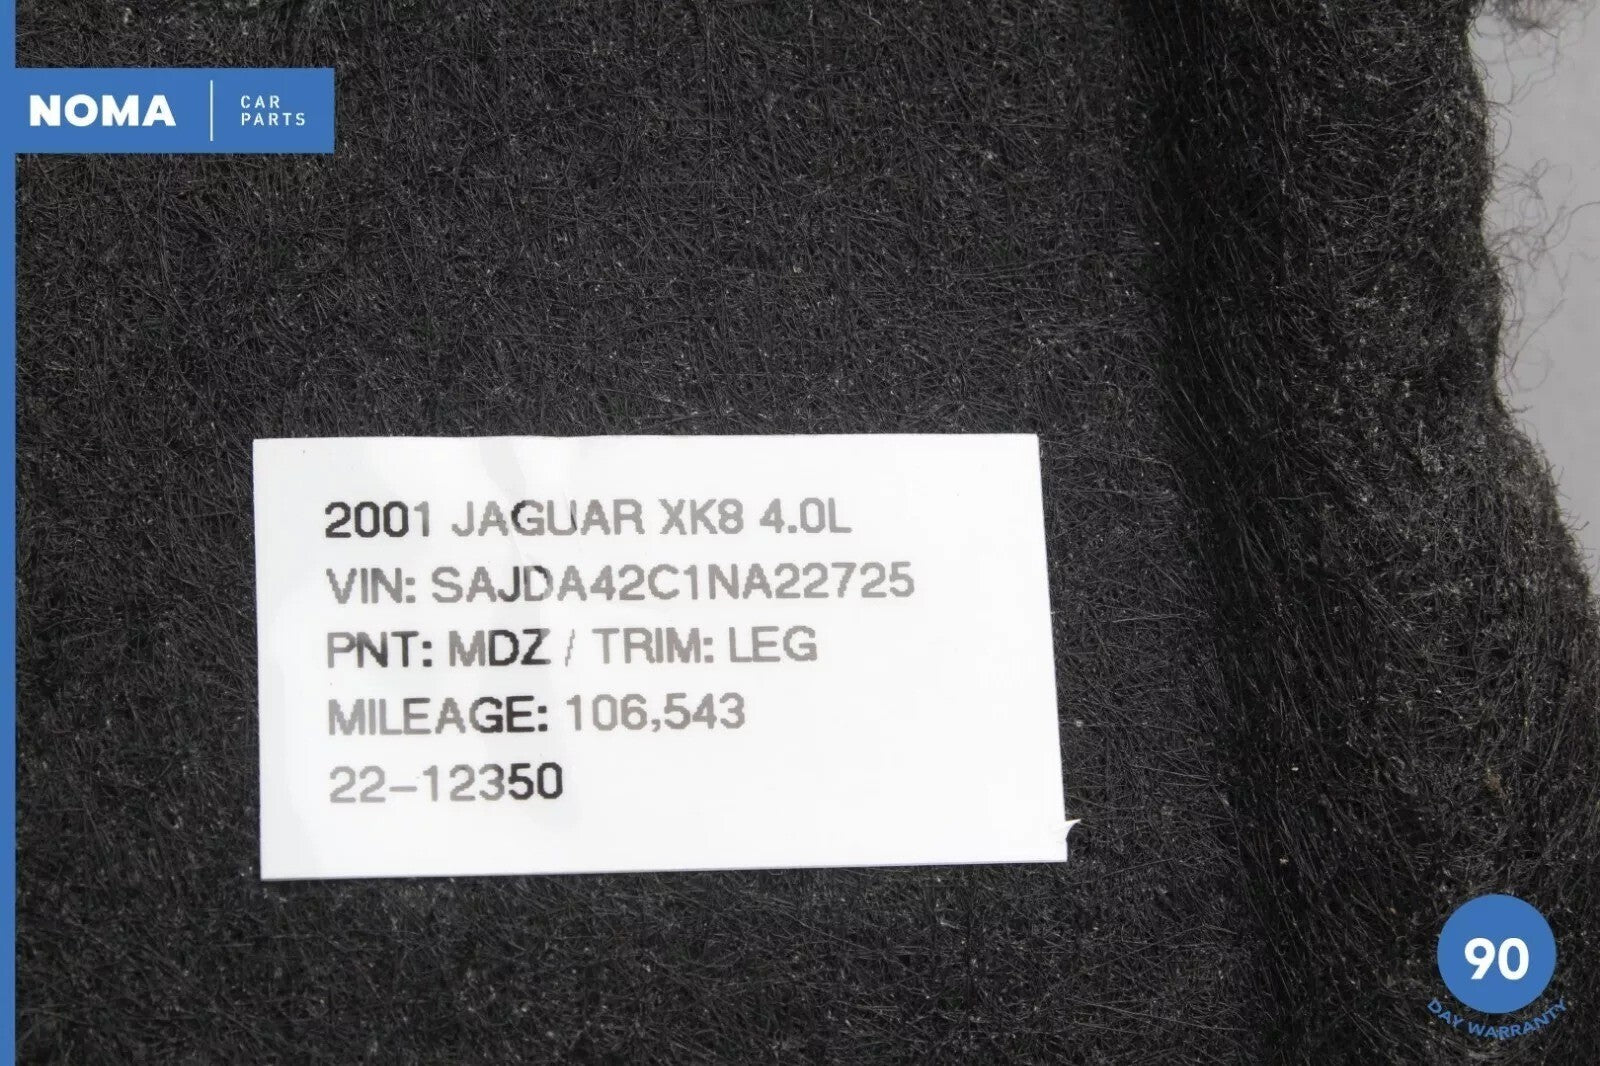 NOMA
CAR
PARTS
2001 JAGUAR XK8 4.0L
VIN: SAJDA42C1NA22725
PNT: MDZ / TRIM: LEG
MILEAGE: 106,543
22-12350
90
DAY WARRANTY